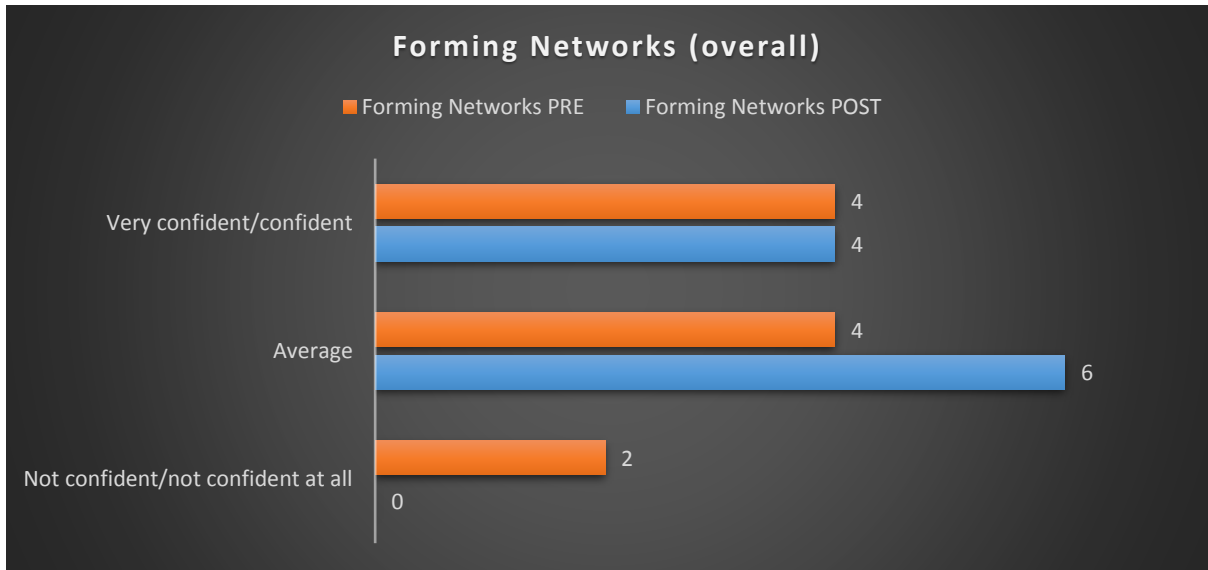 Forming Networks (overall)
Forming Networks PRE
Forming Networks POST
Very confident/confident
4
4
Average
4
6
Not confident/not confident at all
2
0